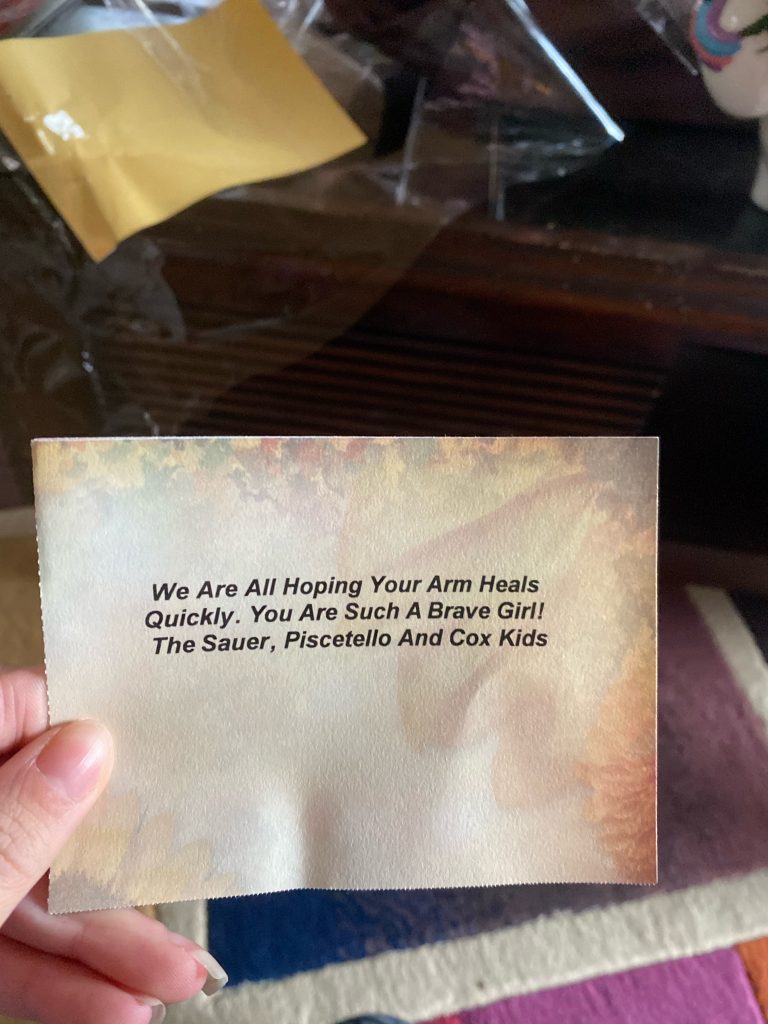 We Are All Hoping Your Arm Heals
Quickly. You Are Such A Brave Girl!
The Sauer, Piscetello And Cox Kids